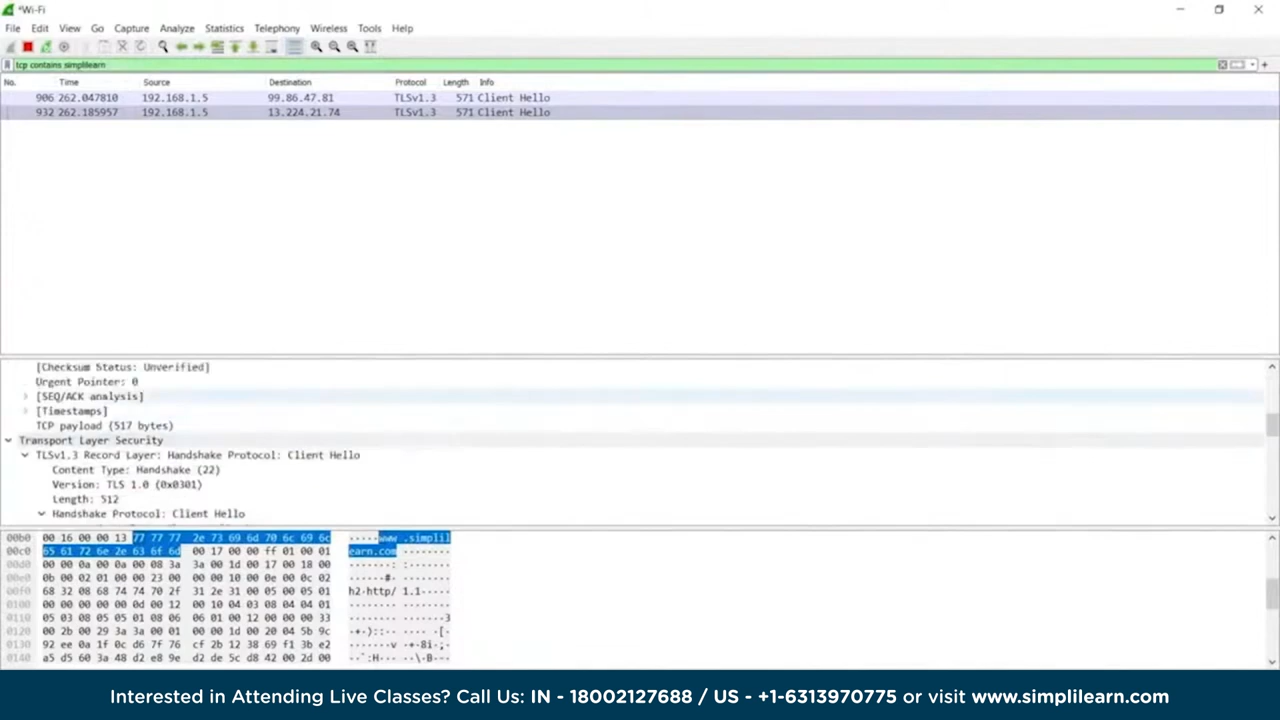 *Wi-Fi
File Edit View Go Capture Analyze Statistics Telephony Wireless Tools Help
tcp contains simplilearn
No. Time Source Destination Protocol Length Info
906 262.047810 192.168.1.5 99.86.47.81 TLSv1.3 571 Client Hello
932 262.185957 192.168.1.5 13.224.21.74 TLSv1.3 571 Client Hello
[Checksum Status: Unverified]
Urgent Pointer: 0
[SEQ/ACK analysis]
[Timestamps]
TCP payload (517 bytes)
Transport Layer Security
TLSv1.3 Record Layer: Handshake Protocol: Client Hello
Content Type: Handshake (22)
Version: TLS 1.0 (0x0301)
Length: 512
Handshake Protocol: Client Hello
00b0 00 16 00 00 13 77 77 77 2e 73 69 6d 70 6c 69 6c ·····www .simplil
00c0 65 61 72 6e 2e 63 6f 6d 00 17 00 00 ff 01 00 01 earn.com ········
00d0 00 0a 00 0a 00 08 3a 3a 00 1d 00 17 00 18 00
00e0 0b 00 02 01 00 00 23 00 00 00 10 00 0e 00 0c 02 ······#· ········
00f0 68 32 08 68 74 74 70 2f 31 2e 31 00 05 00 05 01 h2·http/ 1.1·····
0100 00 00 00 00 00 0d 00 12 00 10 04 03 08 04 04 01 ········ ········
0110 05 03 08 05 05 01 08 06 06 01 00 12 00 00 00 33 ········ ·······3
0120 00 2b 00 29 3a 3a 00 01 00 00 1d 00 20 04 5b 9c ·+·)::·· ···· ·[·
0130 92 ee 0a 1f 0c d6 7f 76 cf 2b 12 38 69 f1 3b e2 ·······v ·+·8i·;·
0140 a5 d5 60 3a 48 d2 e8 9e d2 de 5c d8 42 00 2d 00 ··`:H··· ··\·B·-·
Interested in Attending Live Classes? Call Us: IN - 18002127688 / US - +1-6313970775 or visit www.simplilearn.com